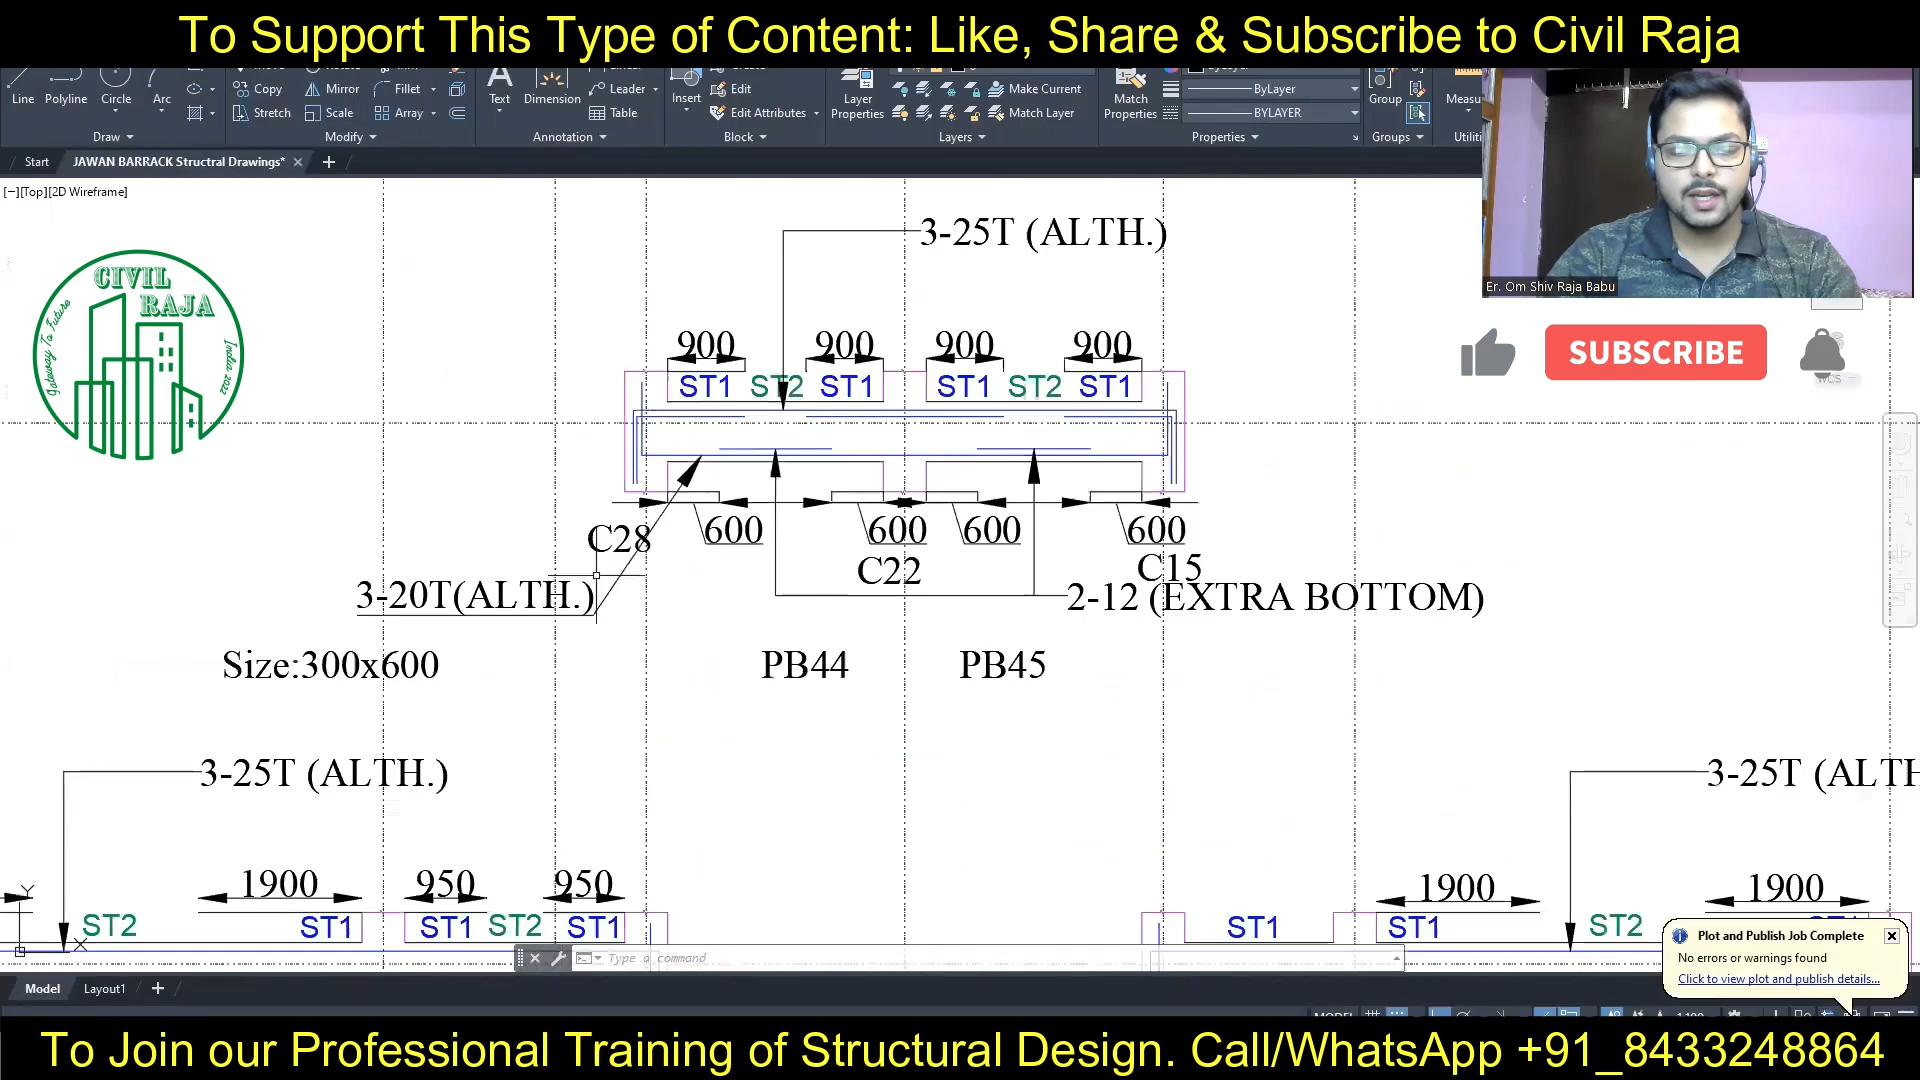 To Support This Type of Content: Like, Share & Subscribe to Civil Raja
Line Polyline Circle Arc
Copy Mirror Fillet
Stretch Scale Array
Draw Modify
Text Dimension Leader Table
Annotation
Insert Edit
Edit Attributes
Block
Layer Properties Make Current
Match Layer
Layers
Match Properties ByLayer
BYLAYER
Properties
Group
Groups
Start JAWAN BARRACK Structral Drawings*
[−][Top][2D Wireframe]
Er. Om Shiv Raja Babu
CIVIL
RAJA
Gateway To Future
India 2022
SUBSCRIBE
3-25T (ALTH.)
900 900 900 900
ST1 ST2 ST1 ST1 ST2 ST1
600 600 600 600
C28 C22 C15
3-20T(ALTH.) 2-12 (EXTRA BOTTOM)
Size:300x600 PB44 PB45
3-25T (ALTH.)
1900 950 950 1900 1900
ST2 ST1 ST1 ST2 ST1 ST1 ST1 ST2
Y
X
Type a command
Plot and Publish Job Complete
No errors or warnings found
Click to view plot and publish details...
Model Layout1
To Join our Professional Training of Structural Design. Call/WhatsApp +91_8433248864